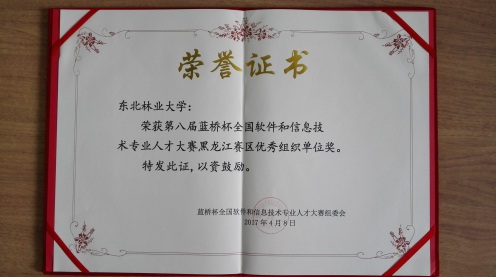 荣誉证书
东北林业大学：
荣获第八届蓝桥杯全国软件和信息技
术专业人才大赛黑龙江赛区优秀组织单位奖。
特发此证，以资鼓励。
蓝桥杯全国软件和信息技术专业人才大赛组委会
2017年4月8日